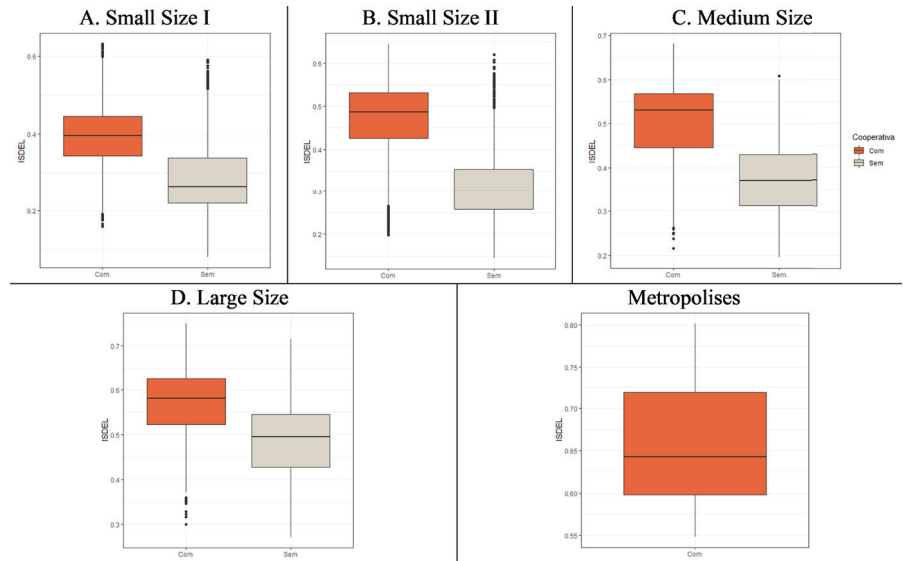 A. Small Size I
B. Small Size II
C. Medium Size
ISDEL
0.6
0.4
0.2
Com
Sem
ISDEL
0.6
0.5
0.4
0.3
0.2
Com
Sem
ISDEL
0.7
0.6
0.5
0.4
0.3
0.2
Com
Sem
Cooperativa
Com
Sem
D. Large Size
Metropolises
ISDEL
0.7
0.6
0.5
0.4
0.3
Com
Sem
ISDEL
0.80
0.75
0.70
0.65
0.60
0.55
Com